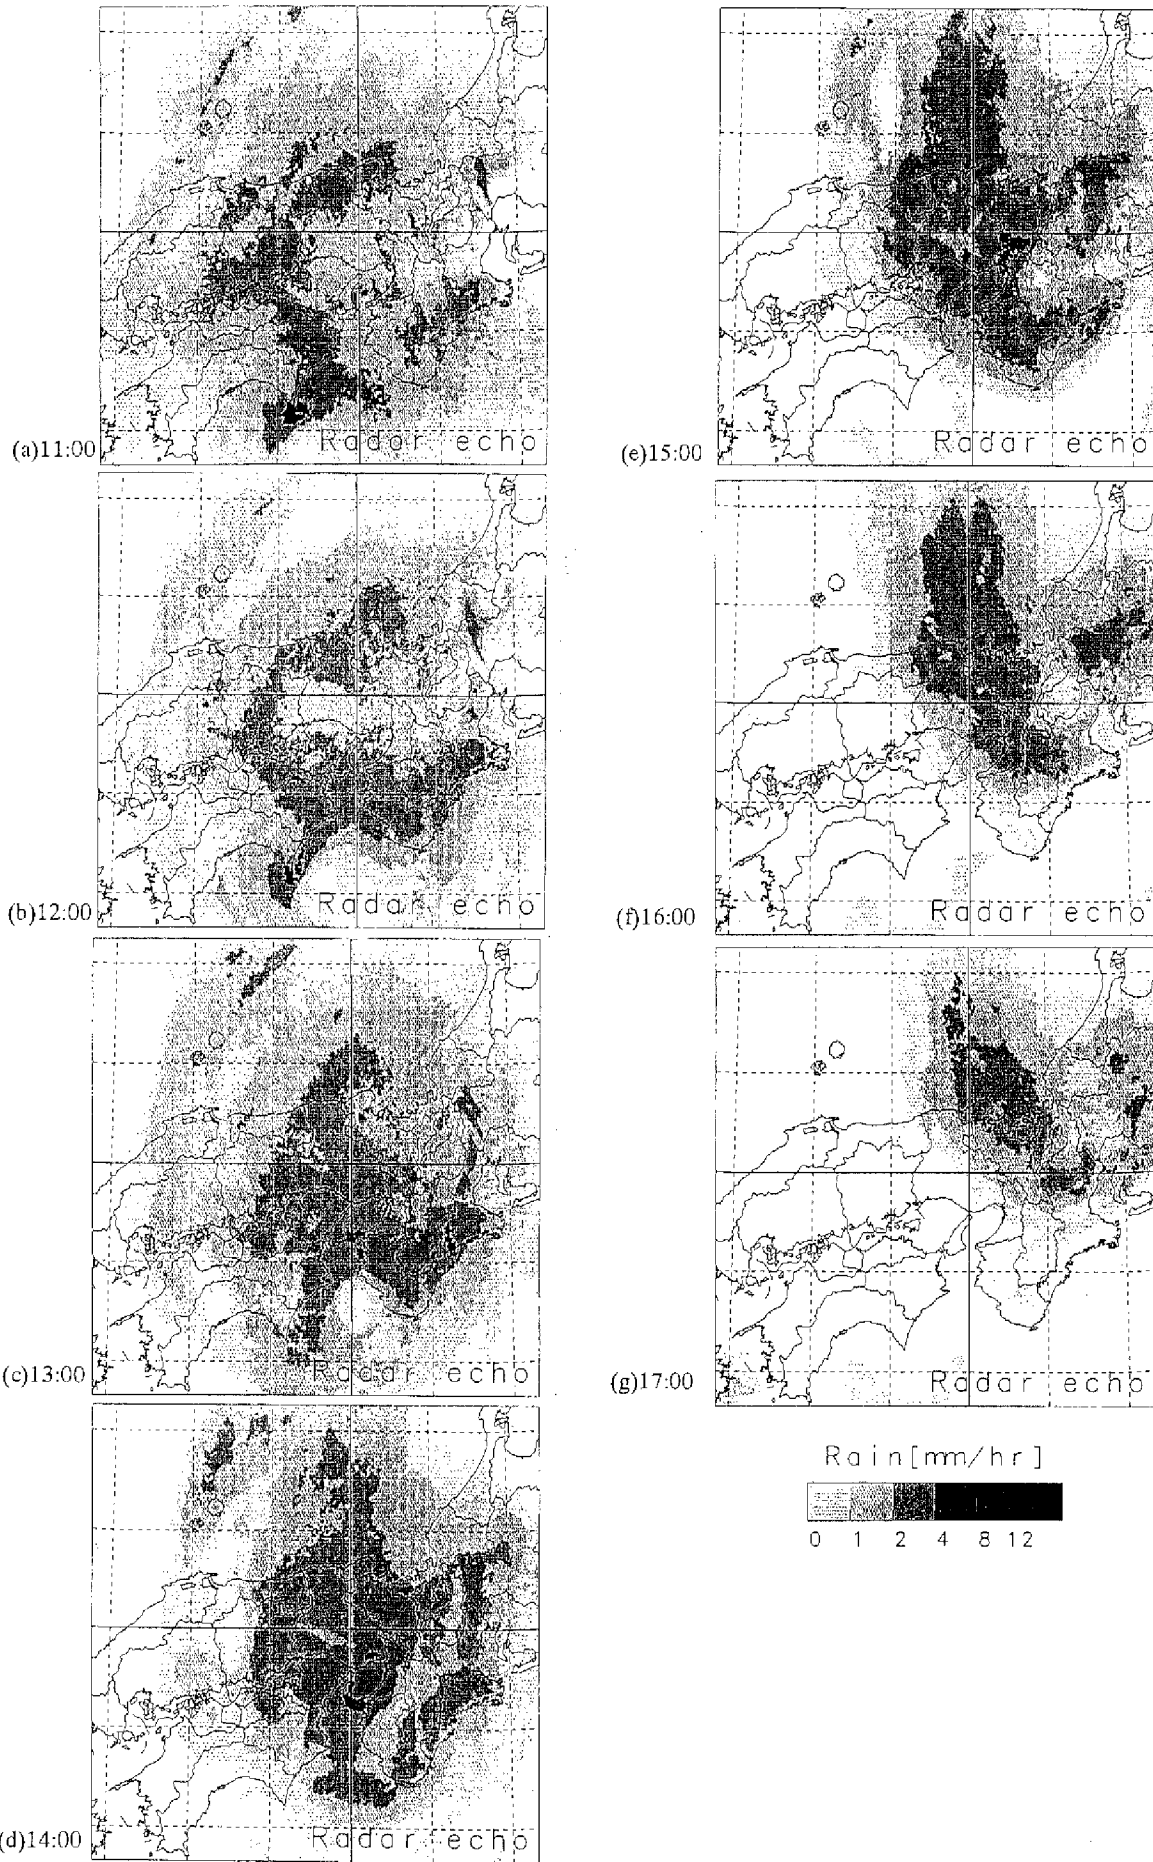 Radar echo
(a)11:00
Radar echo
(b)12:00
Radar echo
(c)13:00
Radar echo
(d)14:00
Radar echo
(e)15:00
Radar echo
(f)16:00
Radar echo
(g)17:00
Rain[mm/hr]
0 1 2 4 8 12